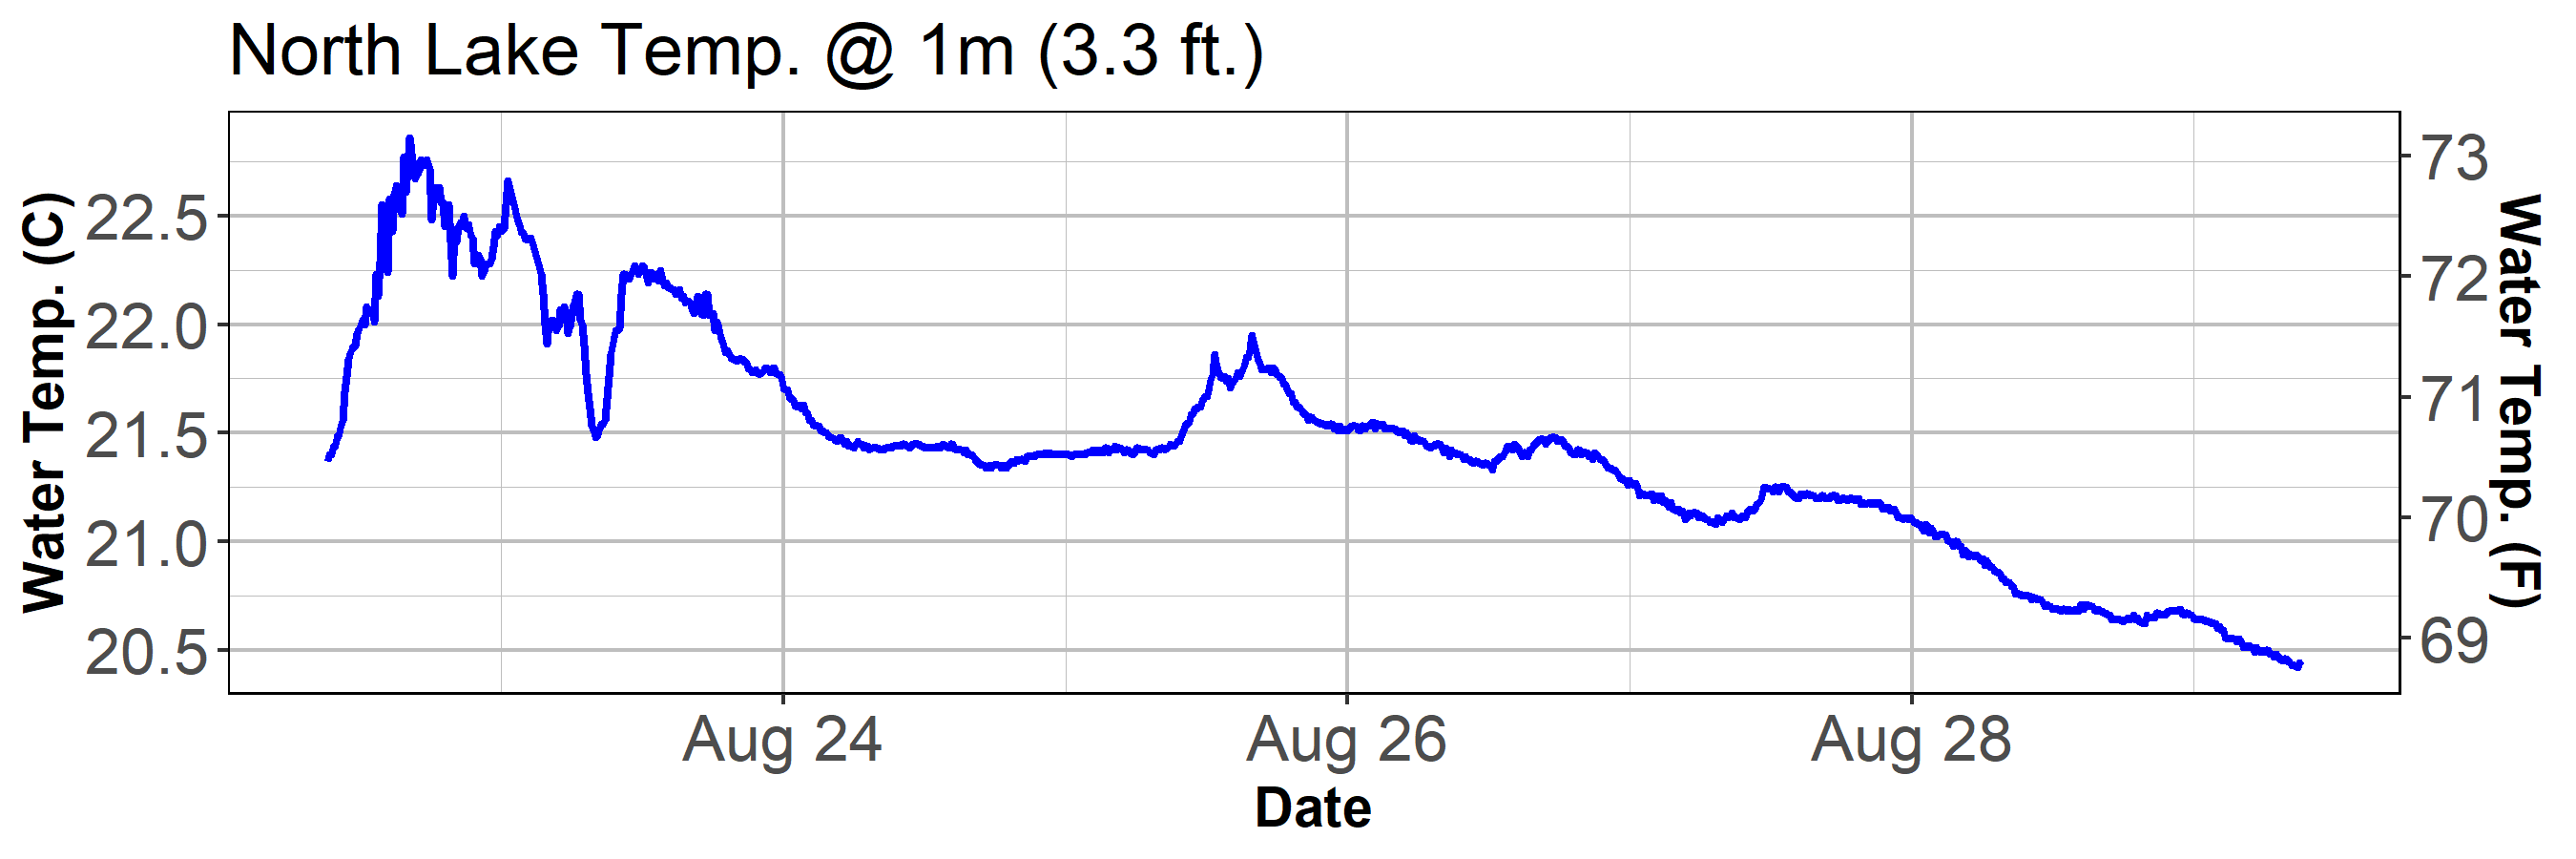 North Lake Temp. @ 1m (3.3 ft.)
Water Temp. (C)
22.5
22.0
21.5
21.0
20.5
73
72
71
70
69
Water Temp. (F)
Aug 24
Aug 26
Aug 28
Date